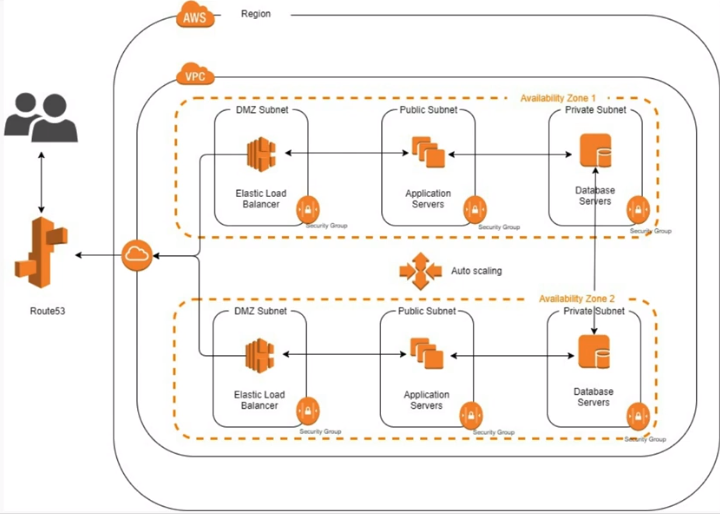 AWS
Region
VPC
Availability Zone 1
DMZ Subnet
Public Subnet
Private Subnet
Elastic Load
Balancer
Application
Servers
Database
Servers
Security Group
Security Group
Security Group
Route53
Auto scaling
Availability Zone 2
DMZ Subnet
Public Subnet
Private Subnet
Elastic Load
Balancer
Application
Servers
Database
Servers
Security Group
Security Group
Security Group